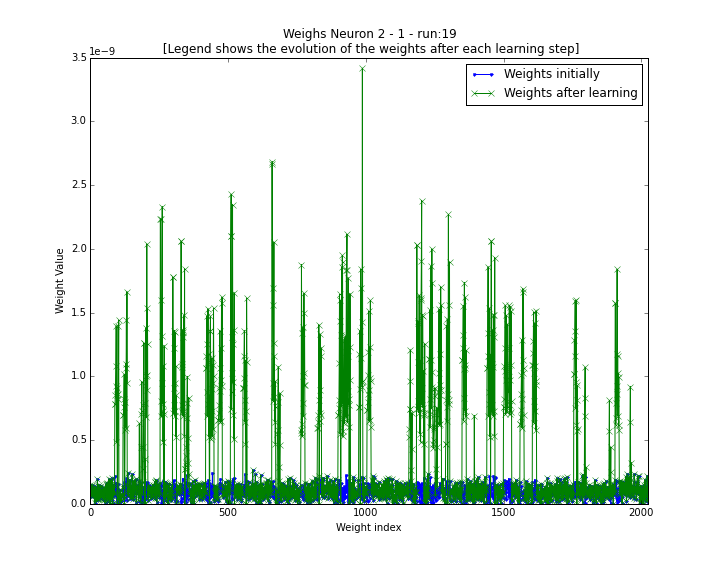 Weighs Neuron 2 - 1 - run:19
[Legend shows the evolution of the weights after each learning step]
1e−9
Weights initially
Weights after learning
3.5
3.0
2.5
2.0
1.5
1.0
0.5
0.0
Weight Value
0 500 1000 1500 2000
Weight index